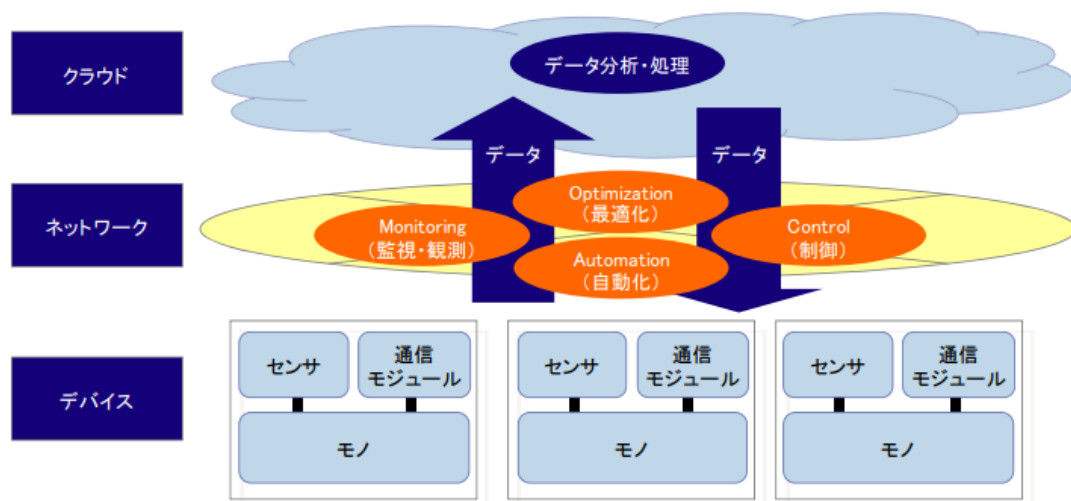 クラウド
データ分析・処理
データ
データ
ネットワーク
Optimization
（最適化）
Monitoring
（監視・観測）
Control
（制御）
Automation
（自動化）
デバイス
センサ
通信
モジュール
モノ
センサ
通信
モジュール
モノ
センサ
通信
モジュール
モノ